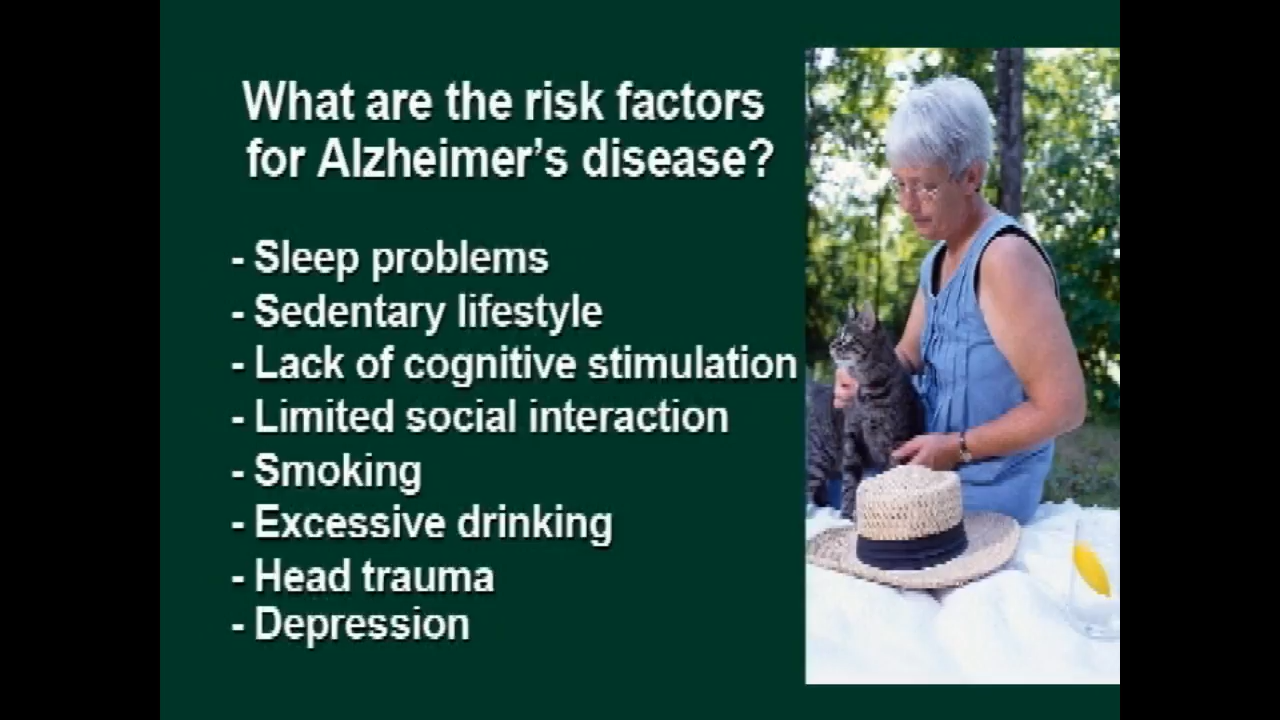 What are the risk factors
for Alzheimer’s disease?
- Sleep problems
- Sedentary lifestyle
- Lack of cognitive stimulation
- Limited social interaction
- Smoking
- Excessive drinking
- Head trauma
- Depression